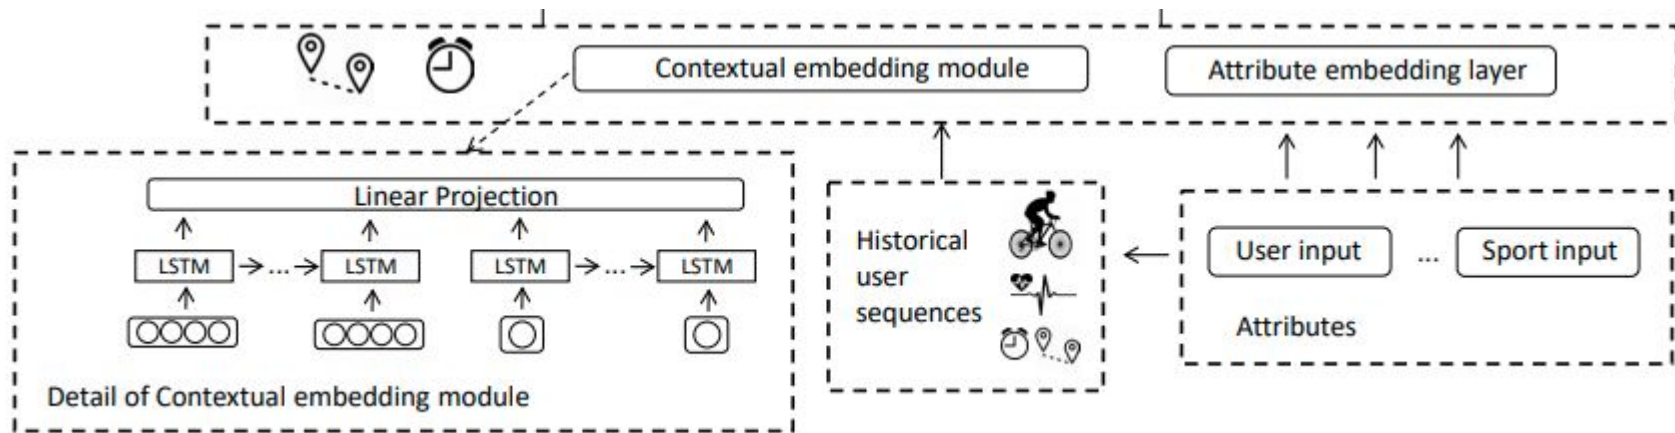 Contextual embedding module
Attribute embedding layer
Linear Projection
LSTM
...
LSTM
LSTM
...
LSTM
Detail of Contextual embedding module
Historical
user
sequences
User input
...
Sport input
Attributes